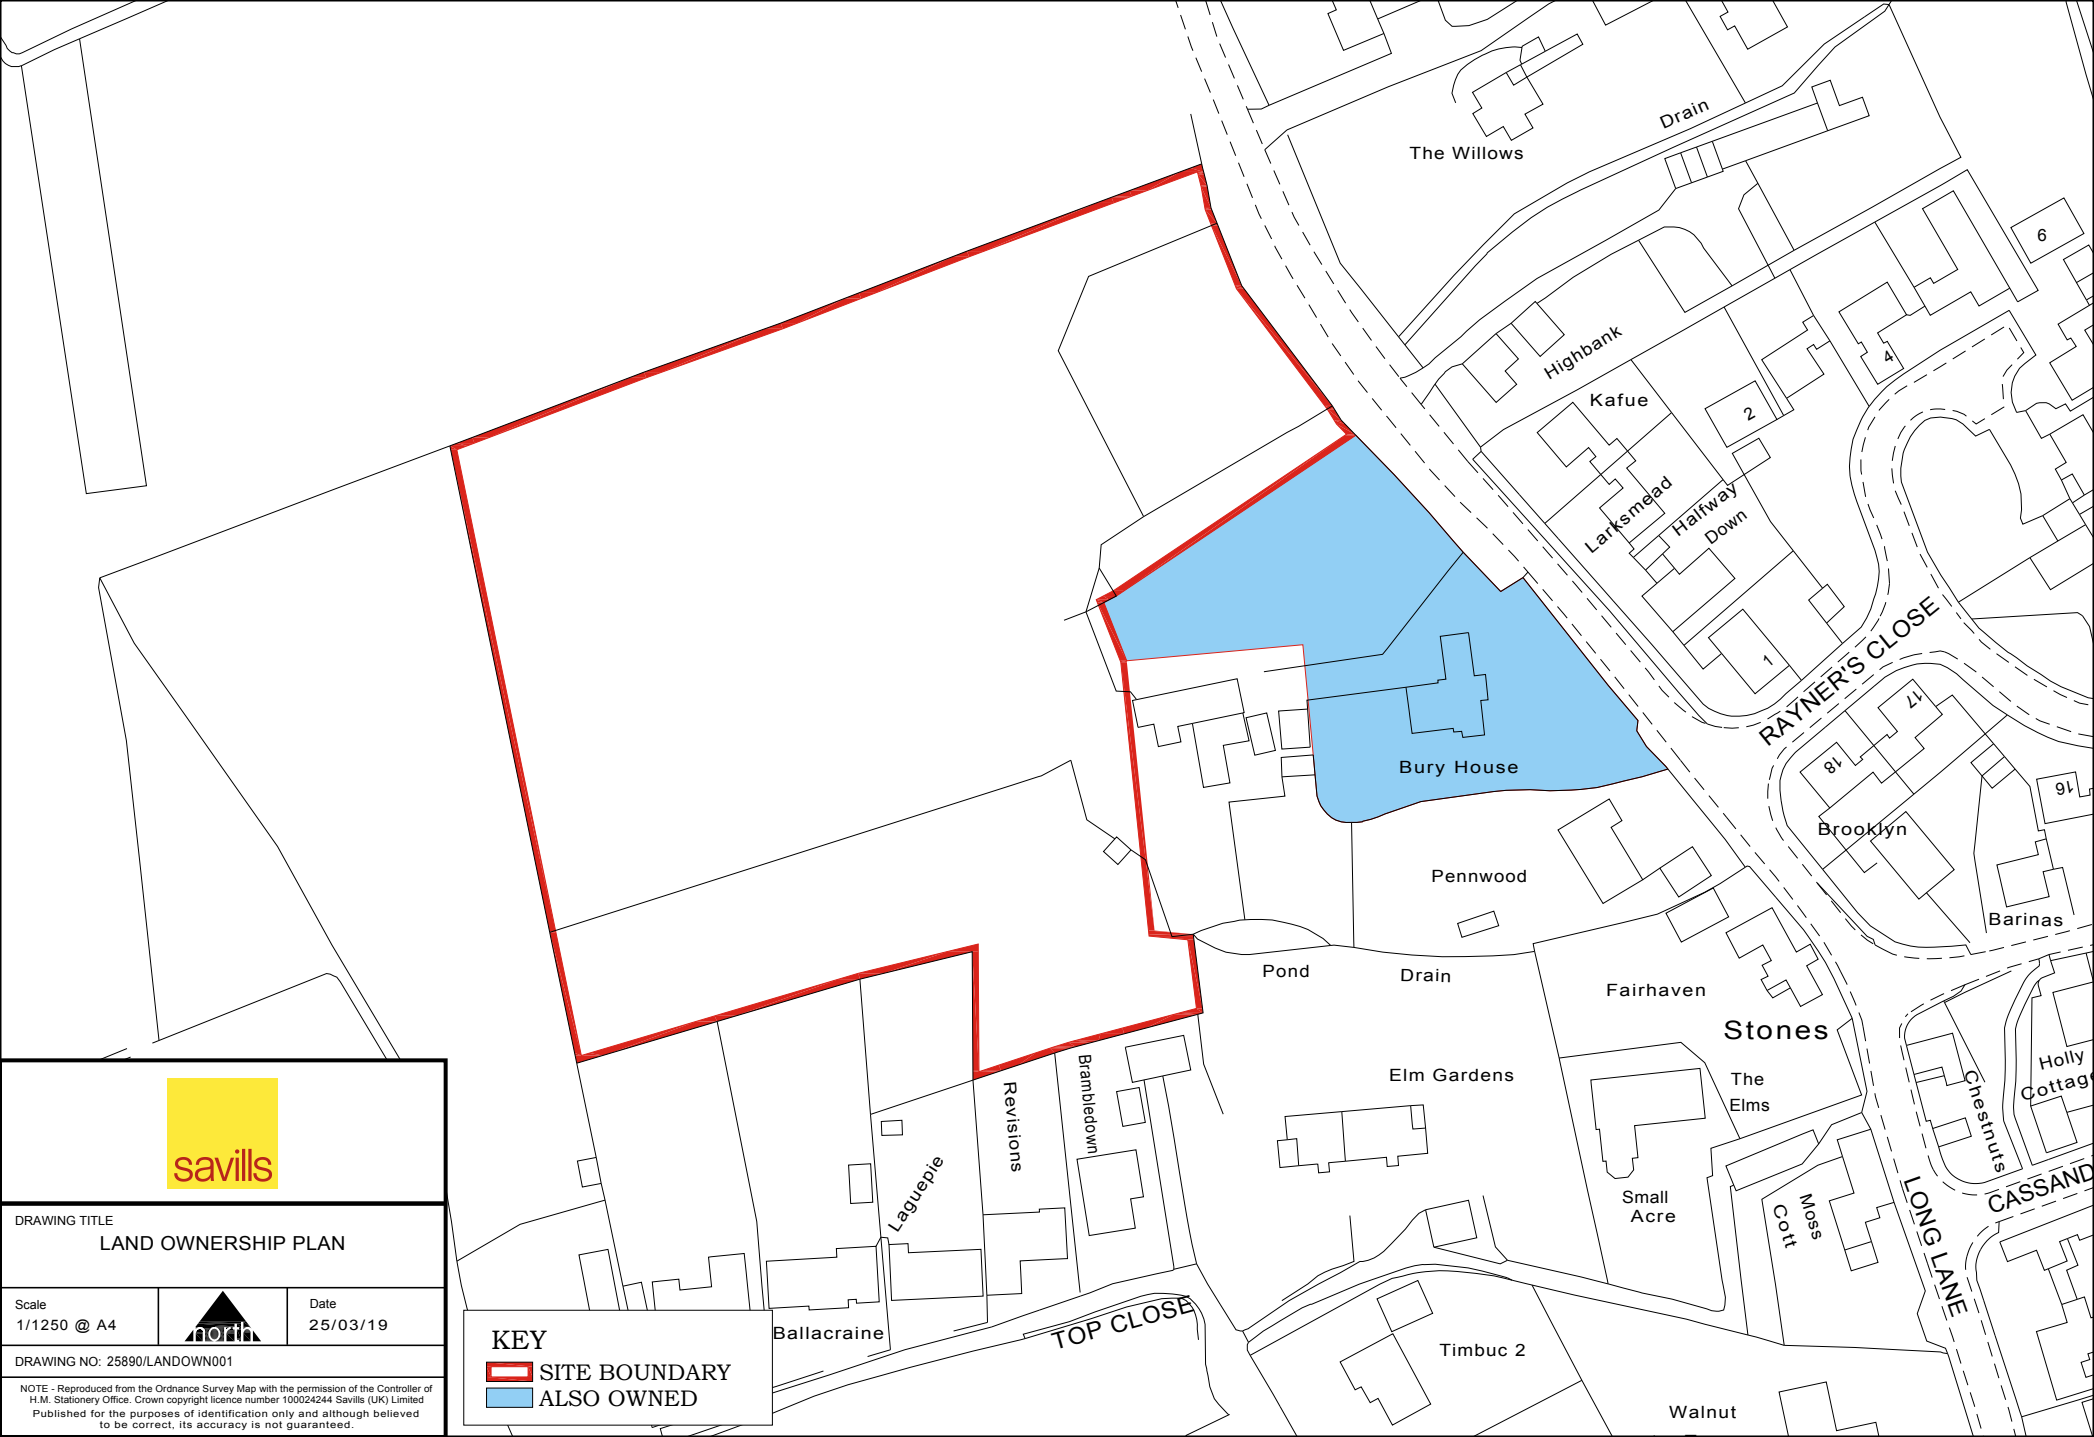 Drain
The Willows
6
Highbank
4
Kafue
2
Larksmead
Halfway
Down
1
RAYNER'S CLOSE
17
18
16
Bury House
Brooklyn
Pennwood
Barinas
Pond
Drain
Fairhaven
Stones
Holly
Cottage
Chestnuts
Elm Gardens
The
Elms
Brambledown
Revisions
Laguepie
Small
Acre
Moss
Cott
CASSAND
LONG LANE
TOP CLOSE
Ballacraine
Timbuc 2
Walnut
savills
DRAWING TITLE
LAND OWNERSHIP PLAN
Scale
1/1250 @ A4
north
Date
25/03/19
DRAWING NO: 25890/LANDOWN001
NOTE - Reproduced from the Ordnance Survey Map with the permission of the Controller of
H.M. Stationery Office. Crown copyright licence number 100024244 Savills (UK) Limited
Published for the purposes of identification only and although believed
to be correct, its accuracy is not guaranteed.
KEY
SITE BOUNDARY
ALSO OWNED